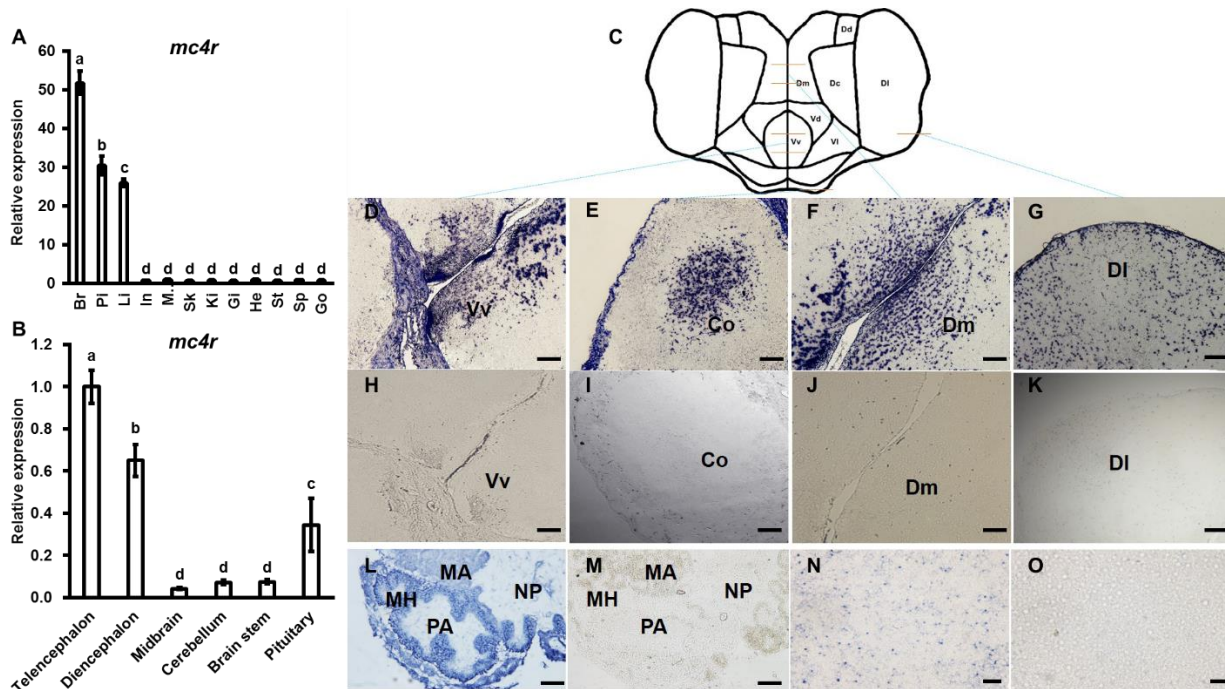 A
mc4r
Relative expression
60
50
40
30
20
10
0
a
b
c
d d d d d d d d d
Br Pi Li In M. Sk Ki Gi He St Sp Go
B
mc4r
Relative expression
1.2
1.0
0.8
0.6
0.4
0.2
0.0
a
b
d
d
d
c
Telencephalon
Diencephalon
Midbrain
Cerebellum
Brain stem
Pituitary
C
Dd
Dm Dc Dl
Vd
Vv Vl
D
Vv
E
Co
F
Dm
G
Dl
H
Vv
I
Co
J
Dm
K
Dl
L
MA
MH
NP
PA
M
MA
MH
NP
PA
N
O